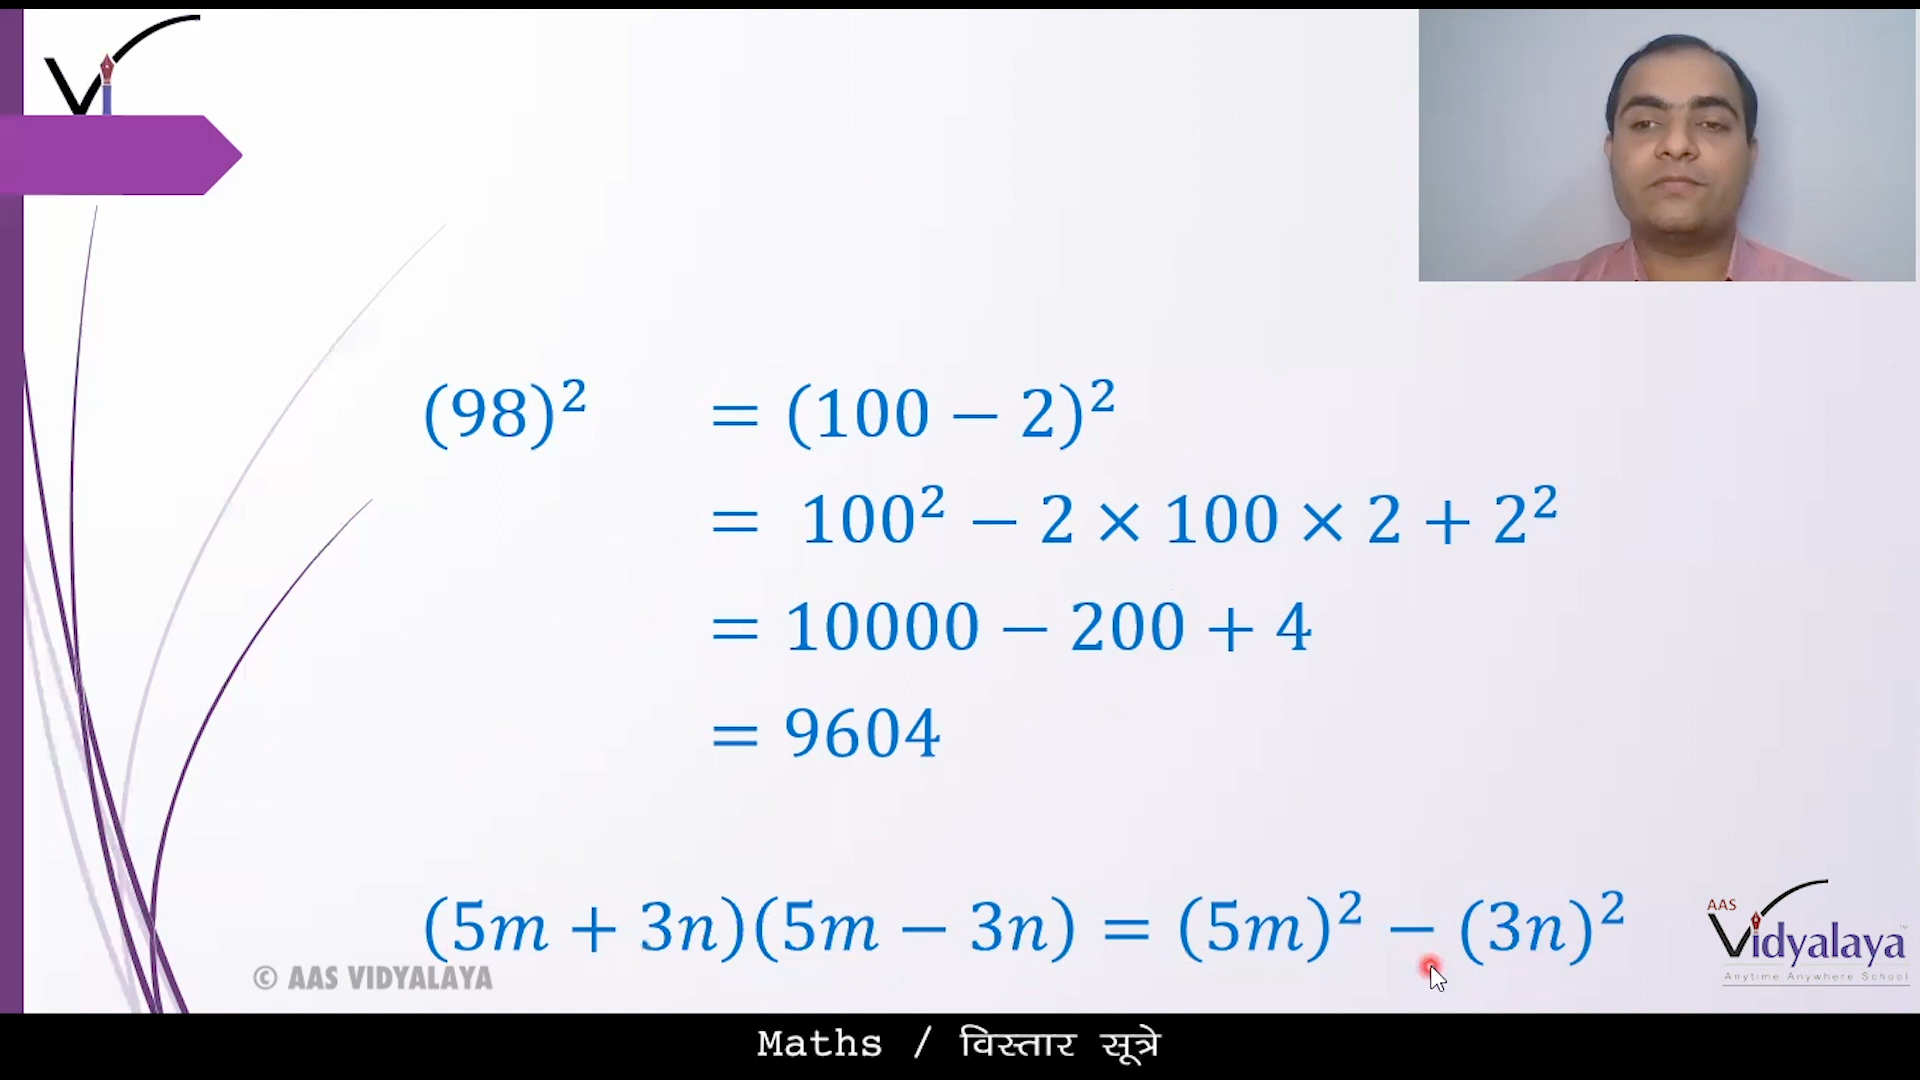 (98)² = (100 − 2)²
= 100² − 2 × 100 × 2 + 2²
= 10000 − 200 + 4
= 9604
(5m + 3n)(5m − 3n) = (5m)² − (3n)²
© AAS VIDYALAYA
AAS
Vidyalaya
Anytime Anywhere School
Maths / विस्तार सूत्रे